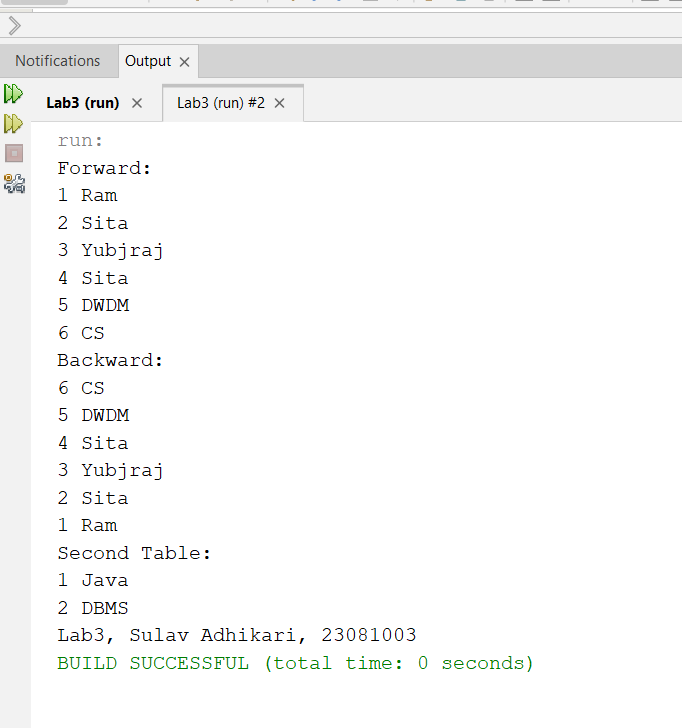 Notifications Output
Lab3 (run) Lab3 (run) #2
run:
Forward:
1 Ram
2 Sita
3 Yubjraj
4 Sita
5 DWDM
6 CS
Backward:
6 CS
5 DWDM
4 Sita
3 Yubjraj
2 Sita
1 Ram
Second Table:
1 Java
2 DBMS
Lab3, Sulav Adhikari, 23081003
BUILD SUCCESSFUL (total time: 0 seconds)